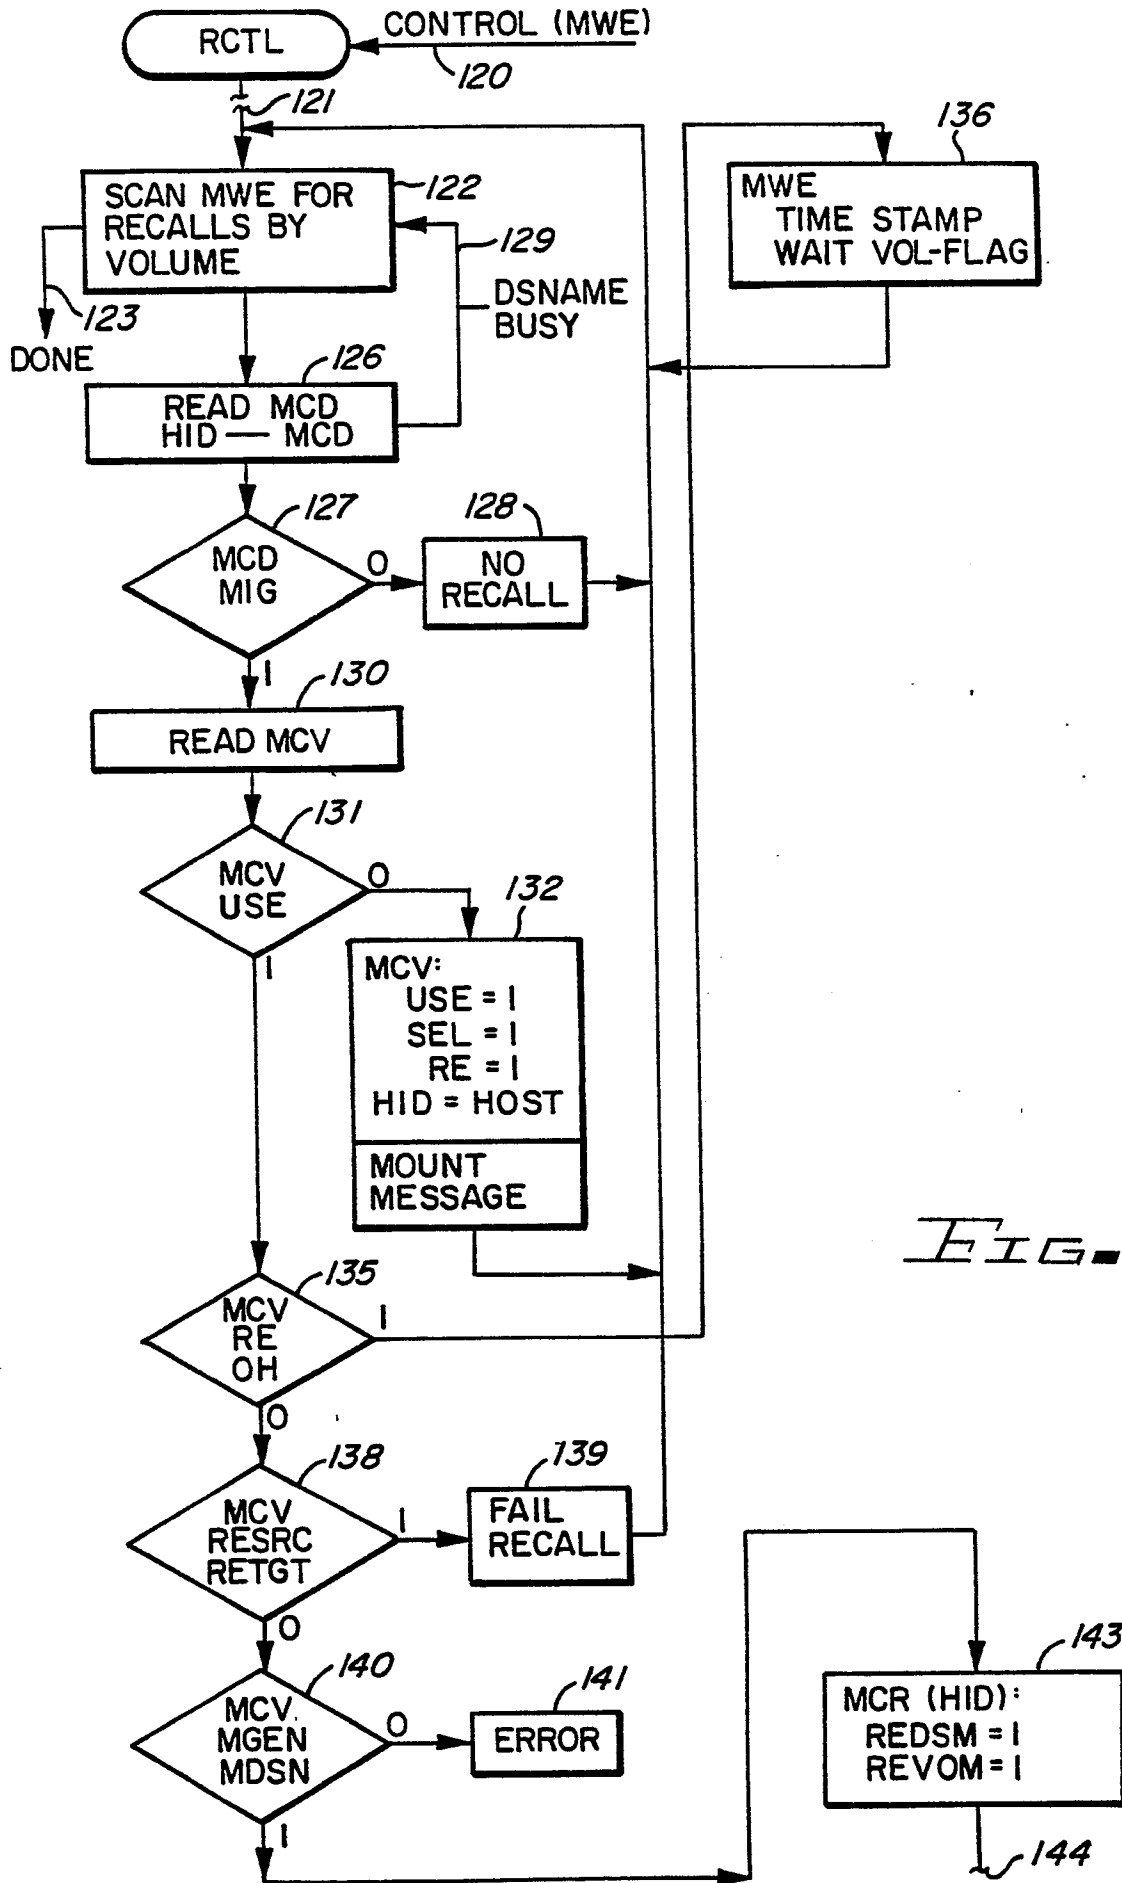 RCTL
CONTROL (MWE)
120
121
136
MWE
TIME STAMP
WAIT VOL-FLAG
SCAN MWE FOR
RECALLS BY
VOLUME
122
129
123
DONE
DSNAME
BUSY
126
READ MCD
HID — MCD
127
MCD
MIG
0
128
NO
RECALL
1
130
READ MCV
131
MCV
USE
0
1
132
MCV:
USE = 1
SEL = 1
RE = 1
HID = HOST
MOUNT
MESSAGE
FIG.
135
MCV
RE
OH
1
0
138
MCV
RESRC
RETGT
1
139
FAIL
RECALL
0
140
MCV.
MGEN
MDSN
0
141
ERROR
1
143
MCR (HID):
REDSM = 1
REVOM = 1
144